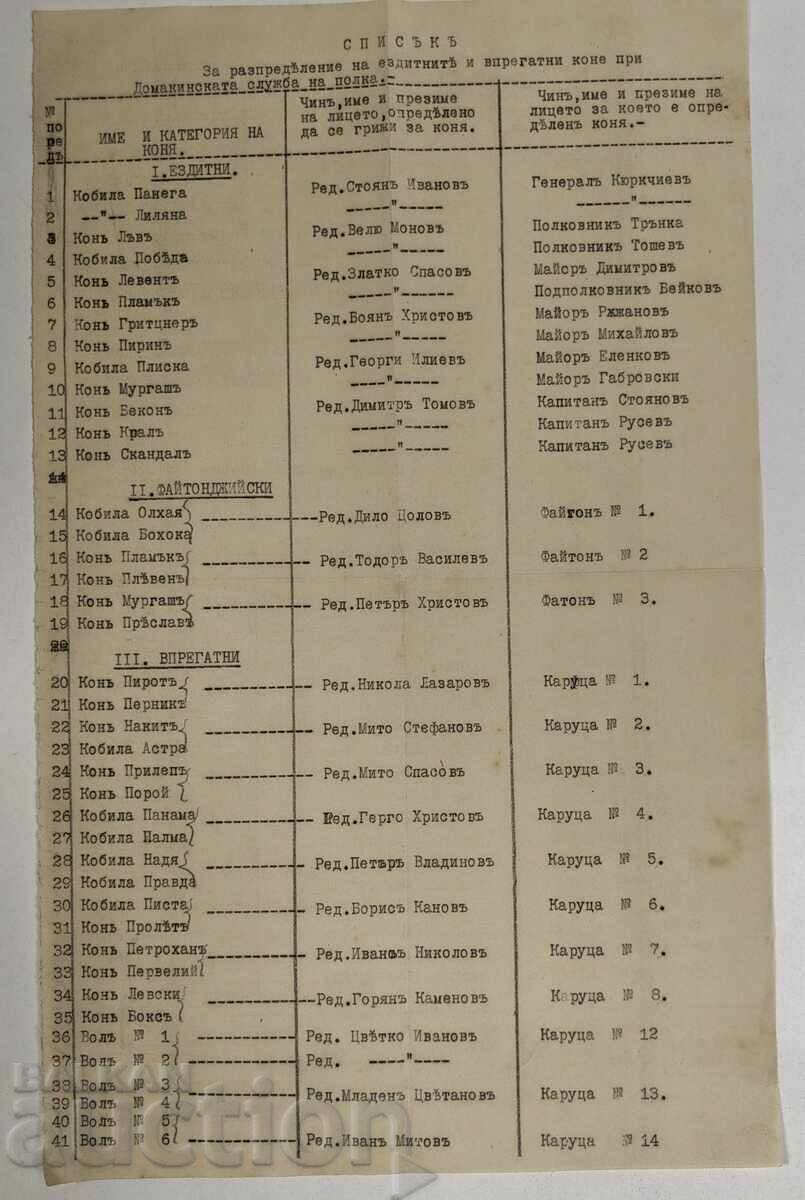 СПИСЪКЪ
За разпредѣление на ездитнитѣ и впрегатни коне при
Домакинската служба на полка.-
№ по редъ ИМЕ И КАТЕГОРИЯ НА КОНЯ. Чинъ,име и презиме на лицето,опредѣлено да се грижи за коня. Чинъ,име и презиме на лицето за което е опредѣленъ коня.-
I.ЕЗДИТНИ.
1 Кобила Панега Ред.Стоянъ Ивановъ Генералъ Кюркчиевъ
2 --"-- Лиляна -----"----- -------"------
3 Конь Лъвъ Ред.Велю Моновъ Полковникъ Трънка
4 Кобила Побѣда -----"----- Полковникъ Тошевъ
5 Конь Левентъ Ред.Златко Спасовъ Майоръ Димитровъ
6 Конь Пламъкъ -----"------ Подполковникъ Бейковъ
7 Конь Гритцнеръ Ред.Боянъ Христовъ Майоръ Ржжановъ
8 Конь Пиринъ -----"----- Майоръ Михайловъ
9 Кобила Плиска Ред.Георги Илиевъ Майоръ Еленковъ
10 Конь Мургашъ ----"----- Майоръ Габровски
11 Конь Беконъ Ред.Димитръ Томовъ Капитанъ Стояновъ
12 Конь Кралъ -----"----- Капитанъ Русевъ
13 Конь Скандалъ -----"----- Капитанъ Русевъ
II.ФАЙТОНДЖИЙСКИ
14 Кобила Олхая Ред.Дило Цоловъ Файтонъ № 1.
15 Кобила Бохока
16 Конь Пламъкъ Ред.Тодоръ Василевъ Файтонъ № 2
17 Конь Плѣвенъ
18 Конь Мургашъ Ред.Петъръ Христовъ Фатонъ № 3.
19 Конь Прѣславъ
III. ВПРЕГАТНИ
20 Конь Пиротъ Ред.Никола Лазаровъ Каруца № 1.
21 Конь Перникъ
22 Конь Накитъ Ред.Мито Стефановъ Каруца № 2.
23 Кобила Астра
24 Конь Прилепъ Ред.Мито Спасовъ Каруца № 3.
25 Конь Порой
26 Кобила Панама Ред.Герго Христовъ Каруца № 4.
27 Кобила Палма
28 Кобила Надя Ред.Петъръ Владиновъ Каруца № 5.
29 Кобила Правда
30 Кобила Писта Ред.Борисъ Кановъ Каруца № 6.
31 Конь Пролѣтъ
32 Конь Петроханъ Ред.Иванъ Николовъ Каруца № 7.
33 Конь Первелий
34 Конь Левски Ред.Горянъ Каменовъ Каруца № 8.
35 Конь Боксъ
36 Волъ № 1 Ред. Цвѣтко Ивановъ Каруца № 12
37 Волъ № 2 Ред. ----"----
38 Волъ № 3 Ред.Младенъ Цвѣтановъ Каруца № 13.
39 Волъ № 4
40 Волъ № 5
41 Волъ № 6 Ред.Иванъ Митовъ Каруца № 14